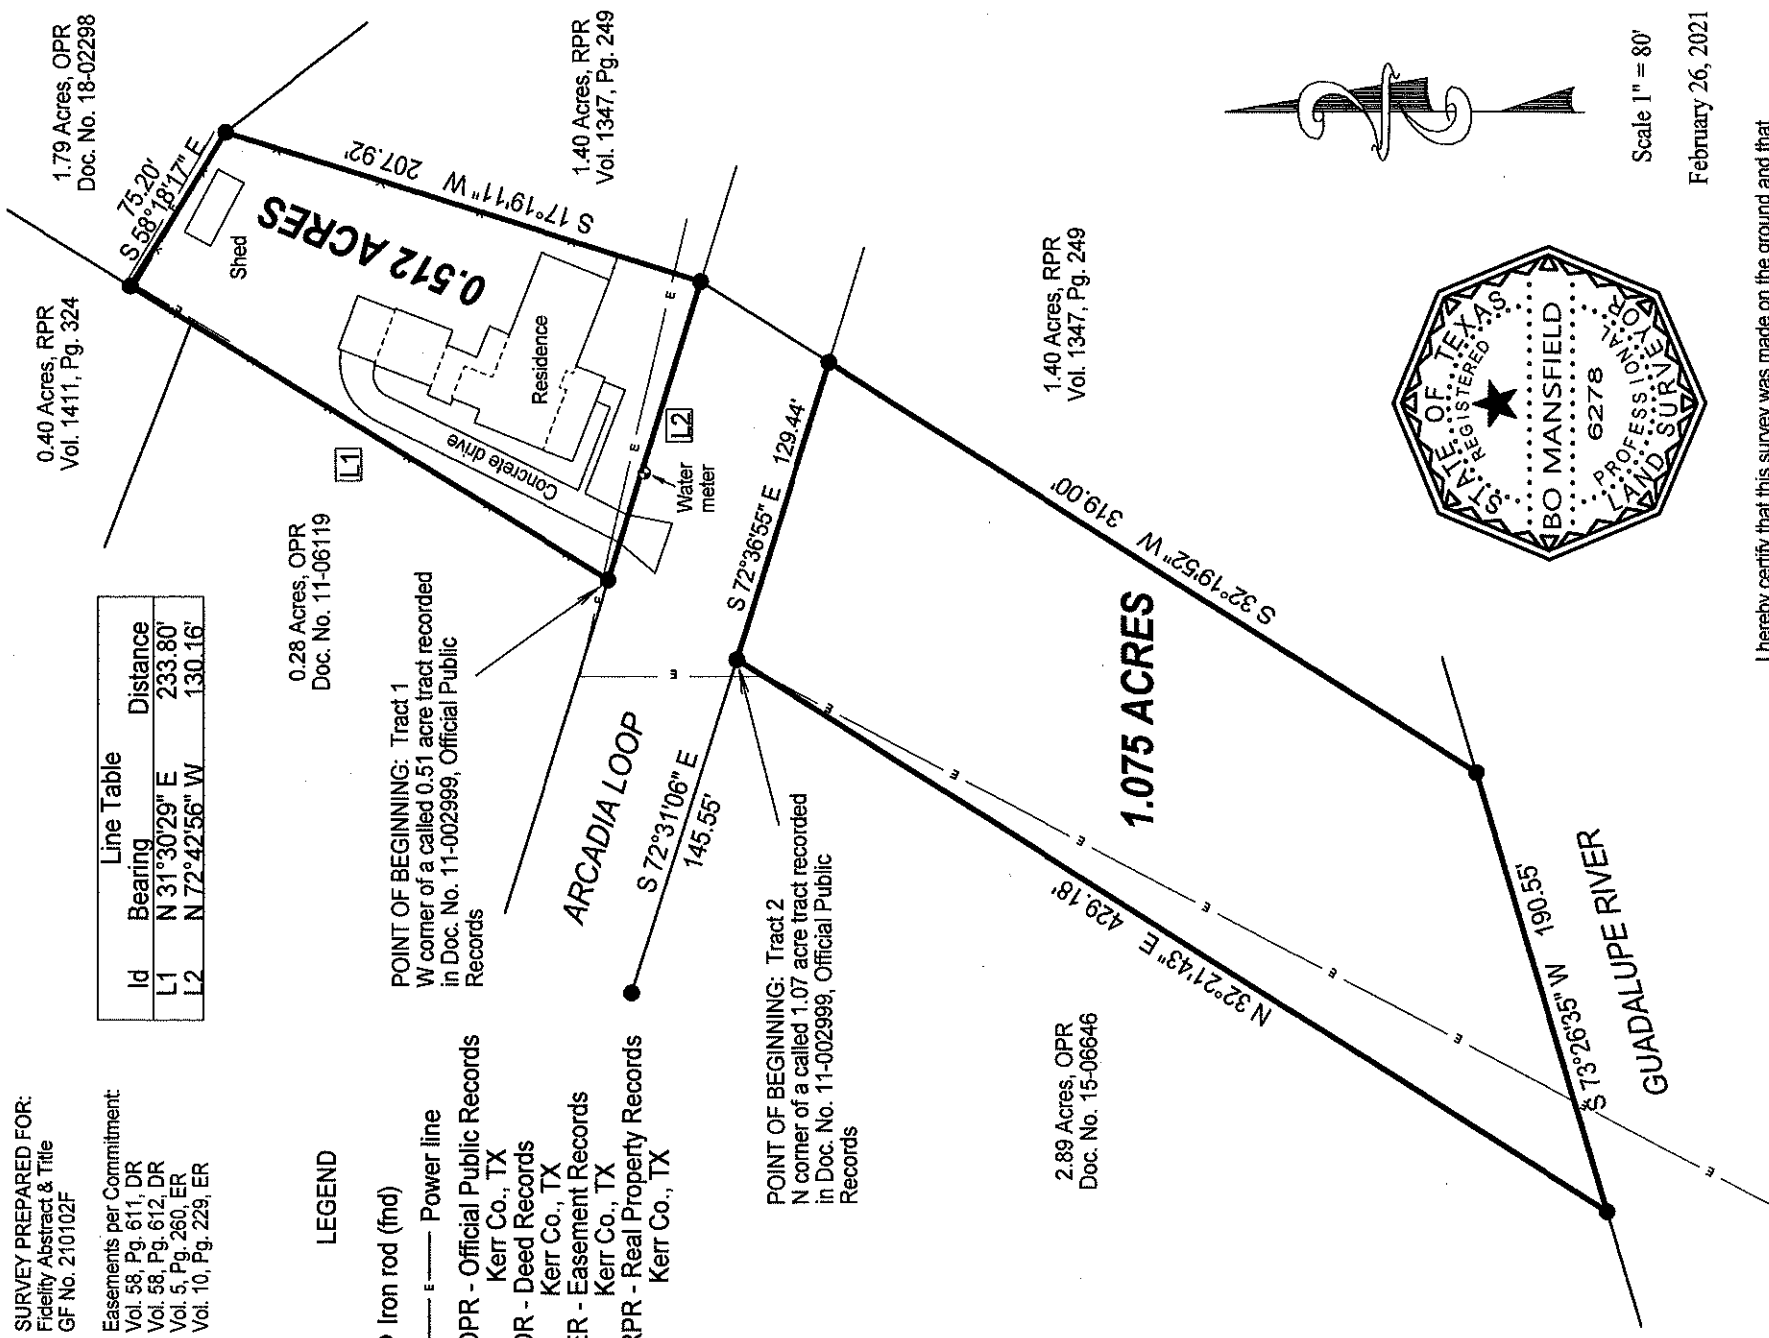 SURVEY PREPARED FOR:
Fidelity Abstract & Title
GF No. 210102F
Easements per Commitment:
Vol. 58, Pg. 611, DR
Vol. 58, Pg. 612, DR
Vol. 5, Pg. 260, ER
Vol. 10, Pg. 229, ER
LEGEND
Iron rod (fnd)
E Power line
OPR - Official Public Records
Kerr Co., TX
DR - Deed Records
Kerr Co., TX
ER - Easement Records
Kerr Co., TX
RPR - Real Property Records
Kerr Co., TX
Line Table
Id Bearing Distance
L1 N 31°30'29" E 233.80'
L2 N 72°42'56" W 130.16'
0.40 Acres, RPR
Vol. 1411, Pg. 324
1.79 Acres, OPR
Doc. No. 18-02298
75.20'
S 58°18'17" E
Shed
0.512 ACRES
S 17°19'11" W 207.92'
1.40 Acres, RPR
Vol. 1347, Pg. 249
0.28 Acres, OPR
Doc. No. 11-06119
L1
Residence
Concrete drive
L2
Water
meter
POINT OF BEGINNING: Tract 1
W corner of a called 0.51 acre tract recorded
in Doc. No. 11-002999, Official Public
Records
ARCADIA LOOP
S 72°31'06" E
145.55'
S 72°36'55" E 129.44'
POINT OF BEGINNING: Tract 2
N corner of a called 1.07 acre tract recorded
in Doc. No. 11-002999, Official Public
Records
1.40 Acres, RPR
Vol. 1347, Pg. 249
S 32°19'52" W 319.00'
1.075 ACRES
N 32°21'43" E 429.18'
2.89 Acres, OPR
Doc. No. 15-06646
S 73°26'35" W 190.55'
GUADALUPE RIVER
Scale 1" = 80'
February 26, 2021
STATE OF TEXAS
REGISTERED
BO MANSFIELD
6278
PROFESSIONAL
LAND SURVEYOR
I hereby certify that this survey was made on the ground and that